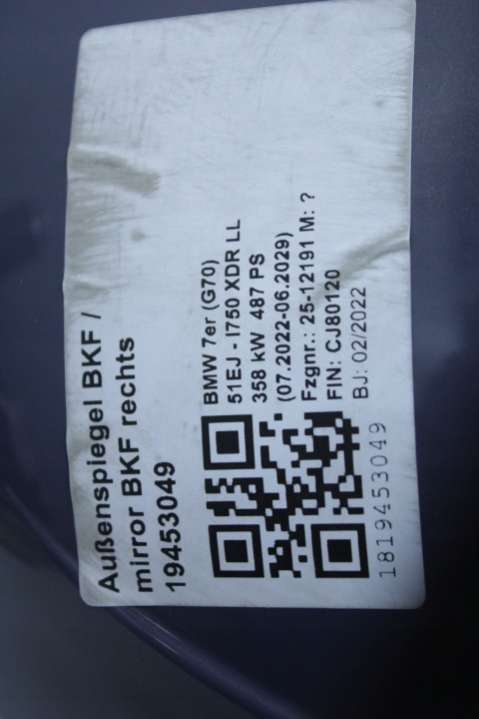 Außenspiegel BKF /
mirror BKF rechts
19453049
BMW 7er (G70)
51EJ - I750 XDR LL
358 kW 487 PS
(07.2022-06.2029)
Fzgnr.: 25-12191 M: ?
FIN: CJ80120
BJ: 02/2022
1819453049